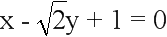 x - √2y + 1 = 0